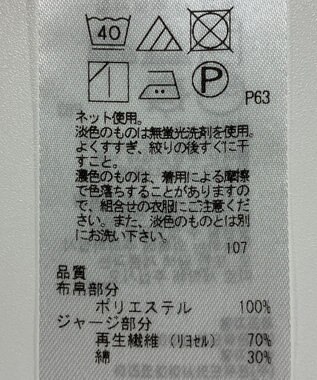 40
P
P63
ネット使用。
淡色のものは無蛍光洗剤を使用。
よくすすぎ、絞りの後すぐに干
すこと。
濃色のものは、着用による摩擦
で色落ちすることがありますの
で、組合せの衣服にご注意くだ
さい。また、淡色のものとは別
にお洗い下さい。
107
品質
布帛部分
ポリエステル 100%
ジャージ部分
再生繊維(リヨセル) 70%
綿 30%